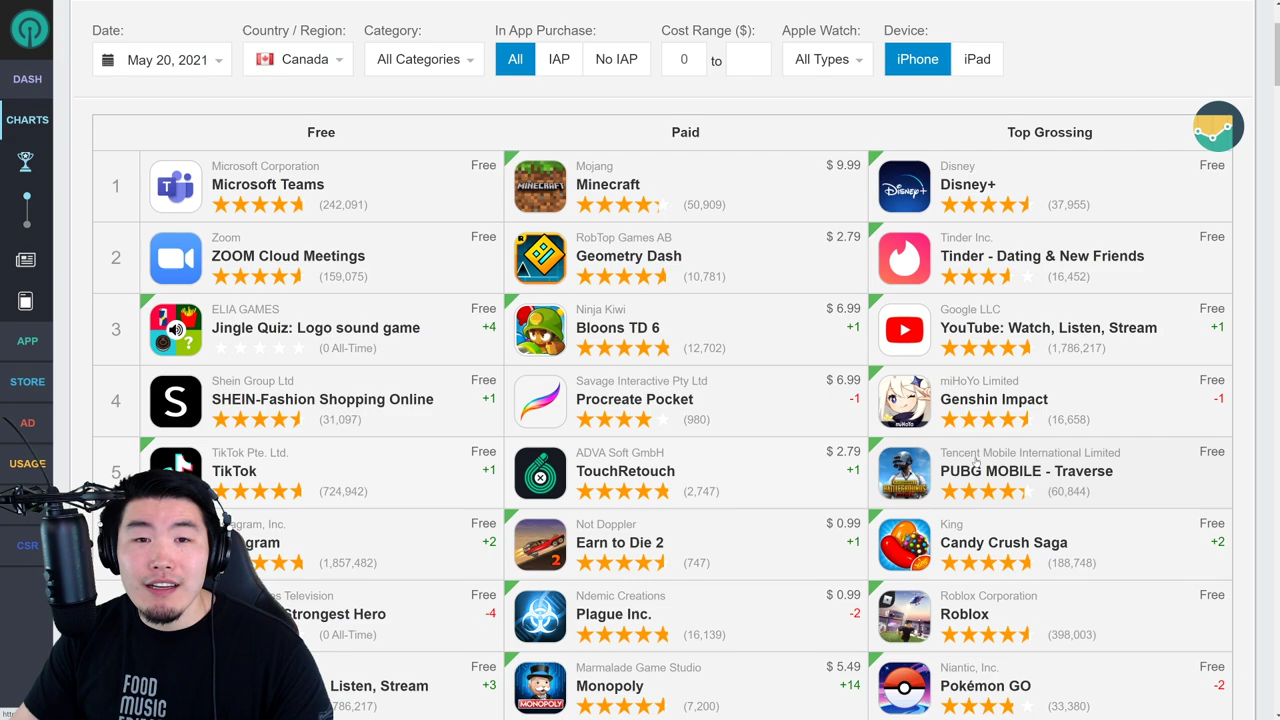 Date:
Country / Region:
Category:
In App Purchase:
Cost Range ($):
Apple Watch:
Device:
May 20, 2021
Canada
All Categories
All
IAP
No IAP
0
to
All Types
iPhone
iPad
DASH
CHARTS
APP
STORE
AD
USAGE
CSR
Free
Paid
Top Grossing
1
Microsoft Corporation
Free
Microsoft Teams
(242,091)
Mojang
$ 9.99
Minecraft
(50,909)
MINECRAFT
Disney
Free
Disney+
(37,955)
Disney+
2
Zoom
Free
ZOOM Cloud Meetings
(159,075)
RobTop Games AB
$ 2.79
Geometry Dash
(10,781)
Tinder Inc.
Free
Tinder - Dating & New Friends
(16,452)
3
ELIA GAMES
Free
Jingle Quiz: Logo sound game
+4
(0 All-Time)
Ninja Kiwi
$ 6.99
Bloons TD 6
+1
(12,702)
Google LLC
Free
YouTube: Watch, Listen, Stream
+1
(1,786,217)
4
Shein Group Ltd
Free
SHEIN-Fashion Shopping Online
+1
(31,097)
S
Savage Interactive Pty Ltd
$ 6.99
Procreate Pocket
-1
(980)
miHoYo Limited
Free
Genshin Impact
-1
(16,658)
miHoYo
5
TikTok Pte. Ltd.
Free
TikTok
+1
(724,942)
ADVA Soft GmbH
$ 2.79
TouchRetouch
+1
(2,747)
Tencent Mobile International Limited
Free
PUBG MOBILE - Traverse
(60,844)
agram, Inc.
Free
agram
+2
(1,857,482)
Not Doppler
$ 0.99
Earn to Die 2
+1
(747)
2
King
Free
Candy Crush Saga
+2
(188,748)
Television
Free
Strongest Hero
-4
(0 All-Time)
Ndemic Creations
$ 0.99
Plague Inc.
-2
(16,139)
Roblox Corporation
Free
Roblox
(398,003)
Free
Listen, Stream
+3
786,217)
Marmalade Game Studio
$ 5.49
Monopoly
+14
(7,200)
MONOPOLY
Niantic, Inc.
Free
Pokémon GO
-2
(33,380)
FOOD
MUSIC